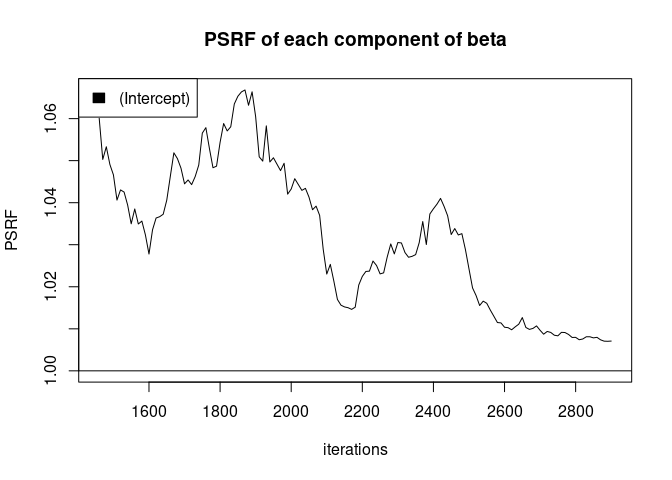 PSRF of each component of beta
(Intercept)
PSRF
1.06
1.04
1.02
1.00
1600 1800 2000 2200 2400 2600 2800
iterations